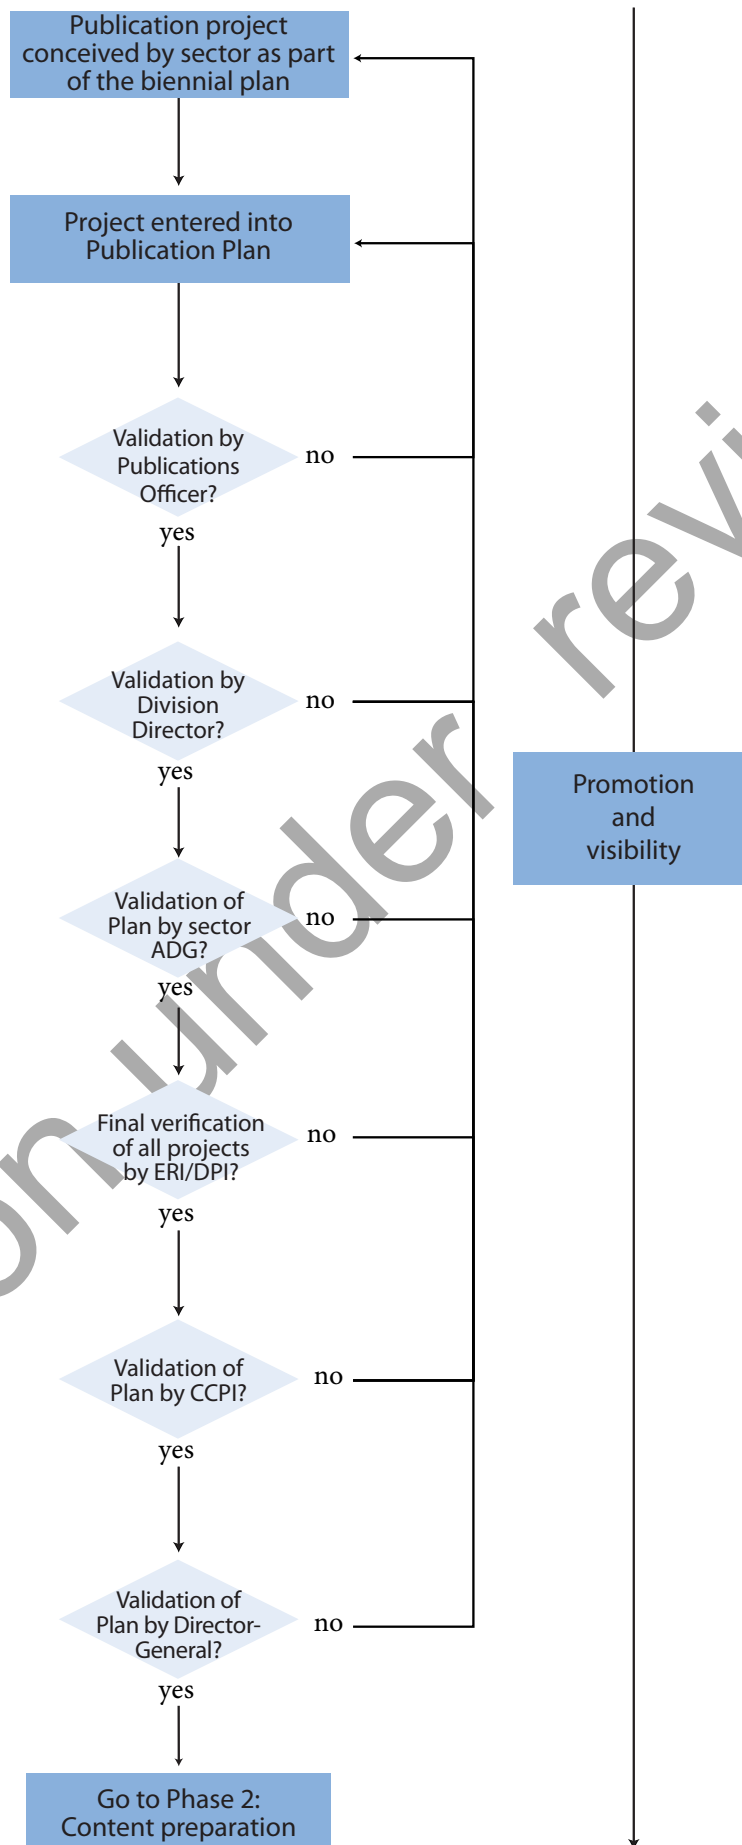 Publication project
conceived by sector as part
of the biennial plan
Project entered into
Publication Plan
Validation by
Publications
Officer?
no
yes
Validation by
Division
Director?
no
yes
Promotion
and
visibility
Validation of
Plan by sector
ADG?
no
yes
Final verification
of all projects
by ERI/DPI?
no
yes
Validation of
Plan by CCPI?
no
yes
Validation of
Plan by Director-
General?
no
yes
Go to Phase 2:
Content preparation
on under revi